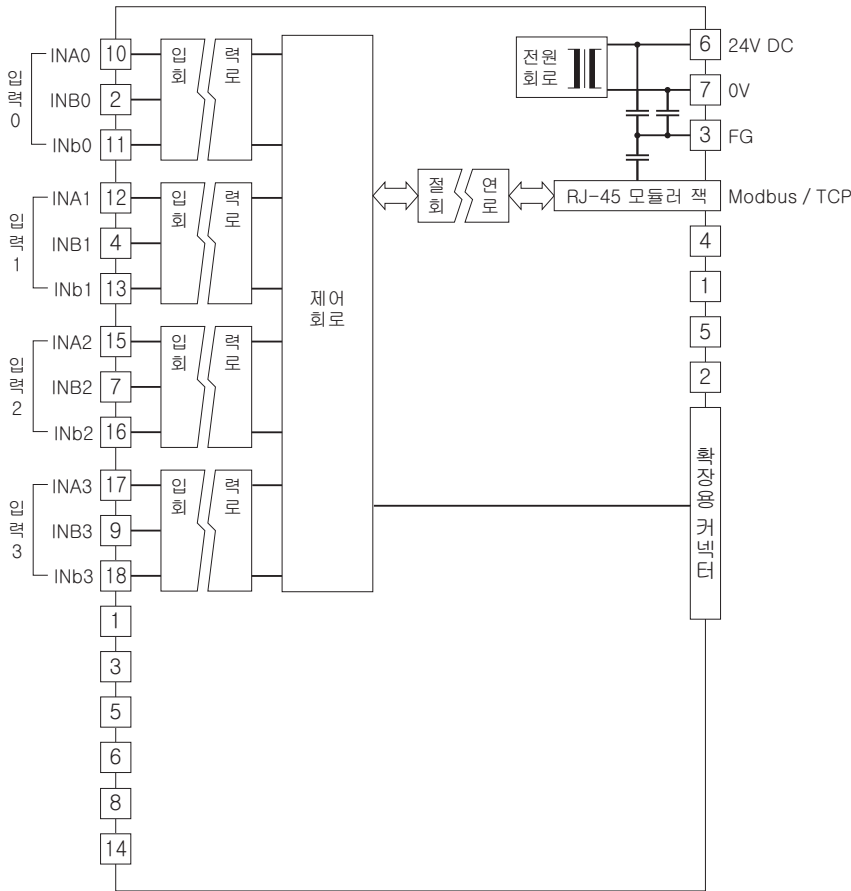 입력 0
INA0 10
INB0 2
INb0 11
입력회로
입력 1
INA1 12
INB1 4
INb1 13
입력회로
입력 2
INA2 15
INB2 7
INb2 16
입력회로
입력 3
INA3 17
INB3 9
INb3 18
입력회로
1
3
5
6
8
14
제어
회로
절연회로
전원
회로
6 24V DC
7 0V
3 FG
RJ-45 모듈러 잭 Modbus / TCP
4
1
5
2
확장용 커넥터